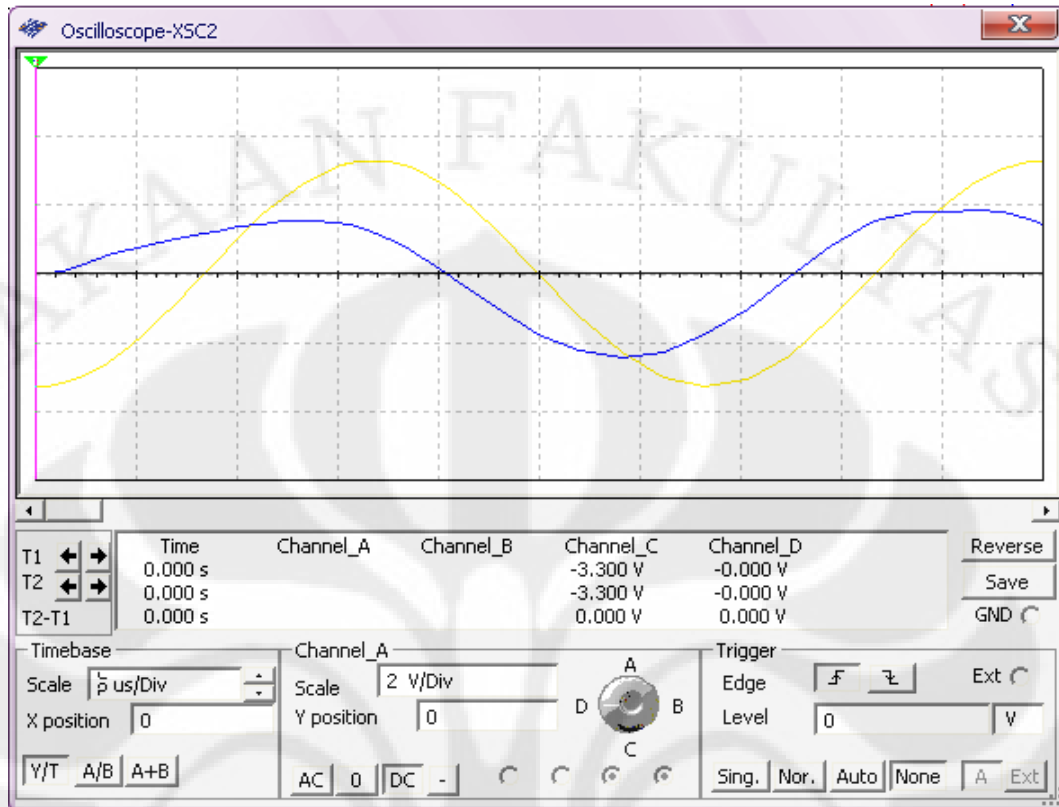 Oscilloscope-XSC2
AKAAN FAKULTAS
Time Channel_A Channel_B Channel_C Channel_D
T1 0.000 s -3.300 V -0.000 V
T2 0.000 s -3.300 V -0.000 V
T2-T1 0.000 s 0.000 V 0.000 V
Reverse
Save
GND
Timebase
Scale us/Div
X position 0
Y/T A/B A+B
Channel_A
Scale 2 V/Div
Y position 0
AC 0 DC -
A
D B
C
Trigger
Edge Ext
Level 0 V
Sing. Nor. Auto None A Ext